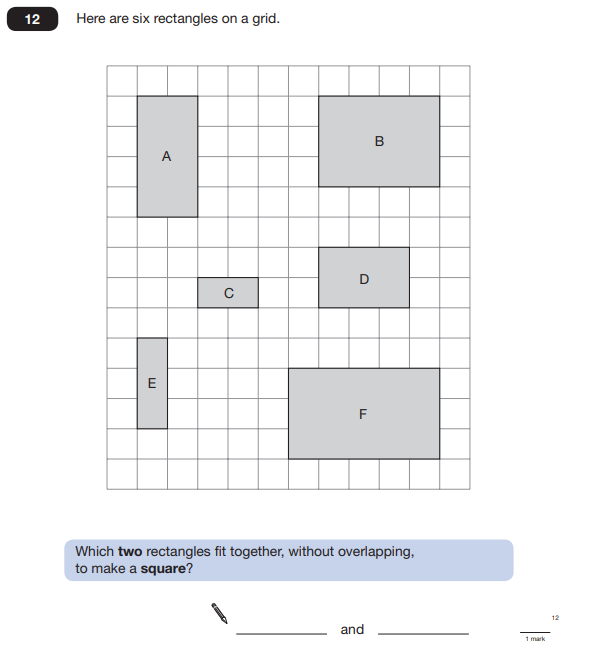 12 Here are six rectangles on a grid.
A
B
C
D
E
F
Which two rectangles fit together, without overlapping,
to make a square?
and
12
1 mark